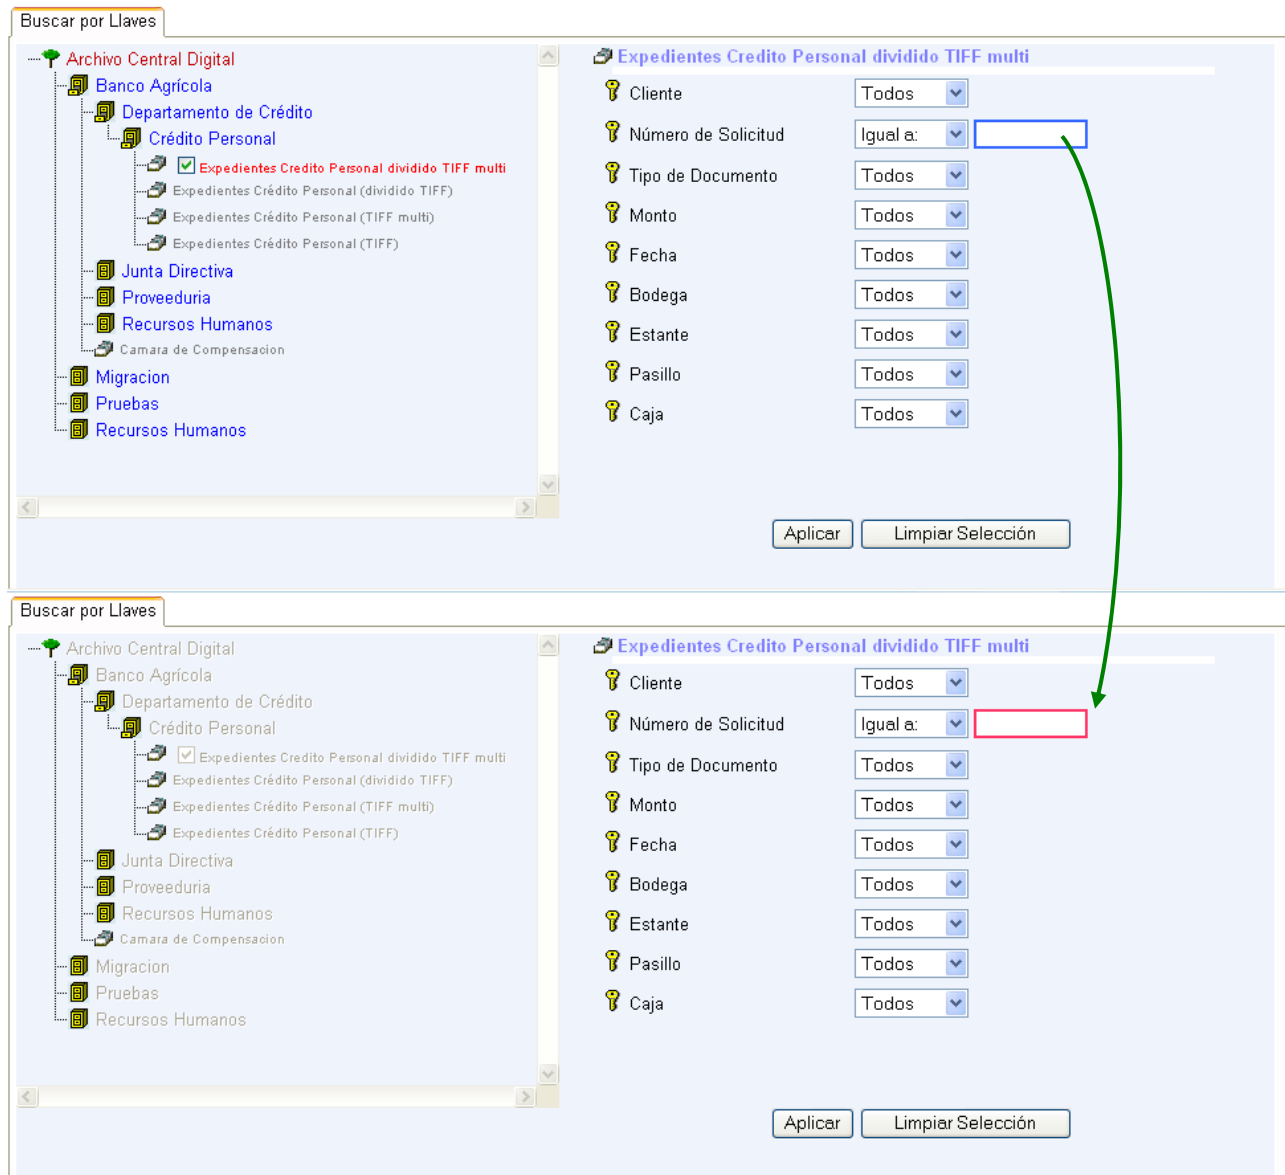 Buscar por Llaves
Archivo Central Digital
Banco Agrícola
Departamento de Crédito
Crédito Personal
Expedientes Credito Personal dividido TIFF multi
Expedientes Crédito Personal (dividido TIFF)
Expedientes Crédito Personal (TIFF multi)
Expedientes Crédito Personal (TIFF)
Junta Directiva
Proveeduria
Recursos Humanos
Camara de Compensacion
Migracion
Pruebas
Recursos Humanos
Expedientes Credito Personal dividido TIFF multi
Cliente Todos
Número de Solicitud Igual a:
Tipo de Documento Todos
Monto Todos
Fecha Todos
Bodega Todos
Estante Todos
Pasillo Todos
Caja Todos
Aplicar Limpiar Selección
Buscar por Llaves
Archivo Central Digital
Banco Agrícola
Departamento de Crédito
Crédito Personal
Expedientes Credito Personal dividido TIFF multi
Expedientes Crédito Personal (dividido TIFF)
Expedientes Crédito Personal (TIFF multi)
Expedientes Crédito Personal (TIFF)
Junta Directiva
Proveeduria
Recursos Humanos
Camara de Compensacion
Migracion
Pruebas
Recursos Humanos
Expedientes Credito Personal dividido TIFF multi
Cliente Todos
Número de Solicitud Igual a:
Tipo de Documento Todos
Monto Todos
Fecha Todos
Bodega Todos
Estante Todos
Pasillo Todos
Caja Todos
Aplicar Limpiar Selección